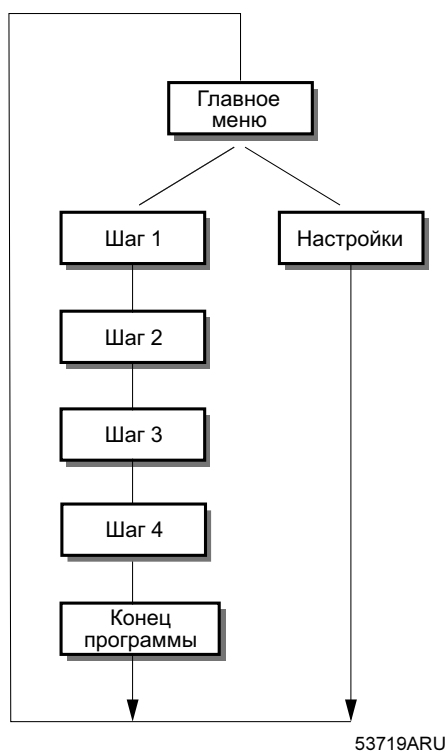 Главное
меню
Шаг 1
Настройки
Шаг 2
Шаг 3
Шаг 4
Конец
программы
53719ARU